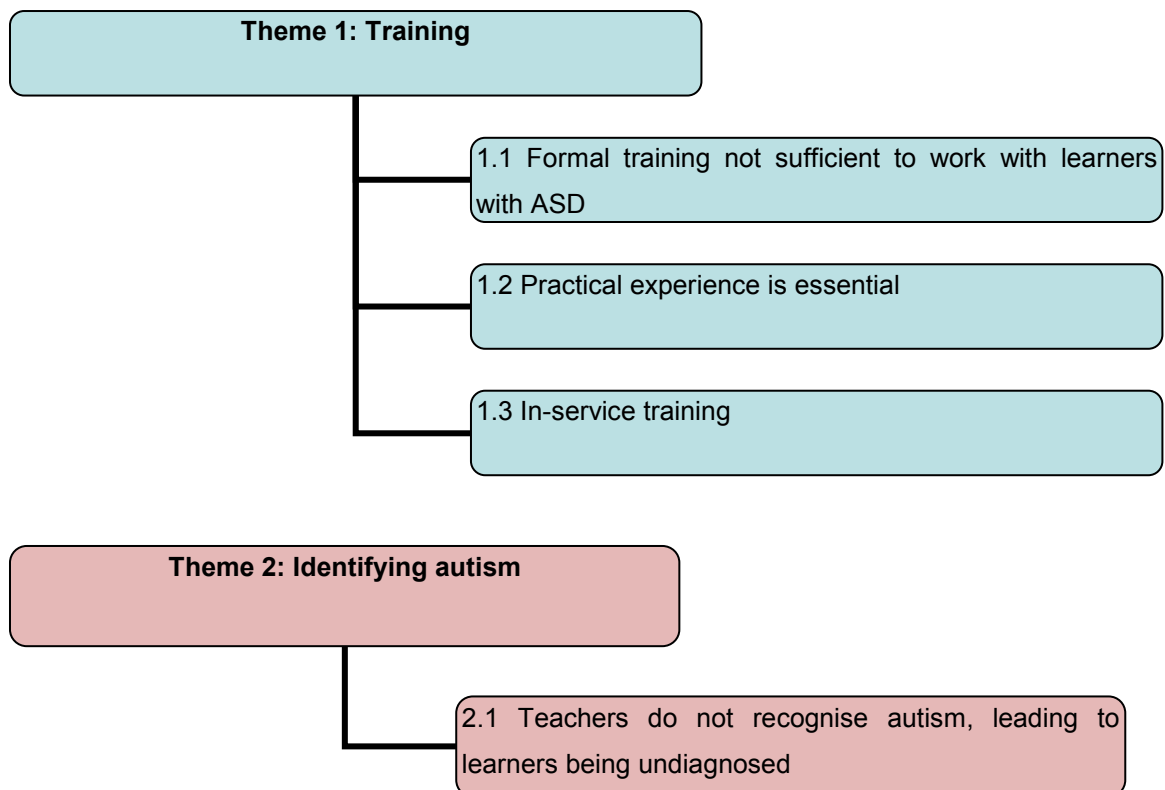 Theme 1: Training
1.1 Formal training not sufficient to work with learners
with ASD
1.2 Practical experience is essential
1.3 In-service training
Theme 2: Identifying autism
2.1 Teachers do not recognise autism, leading to
learners being undiagnosed